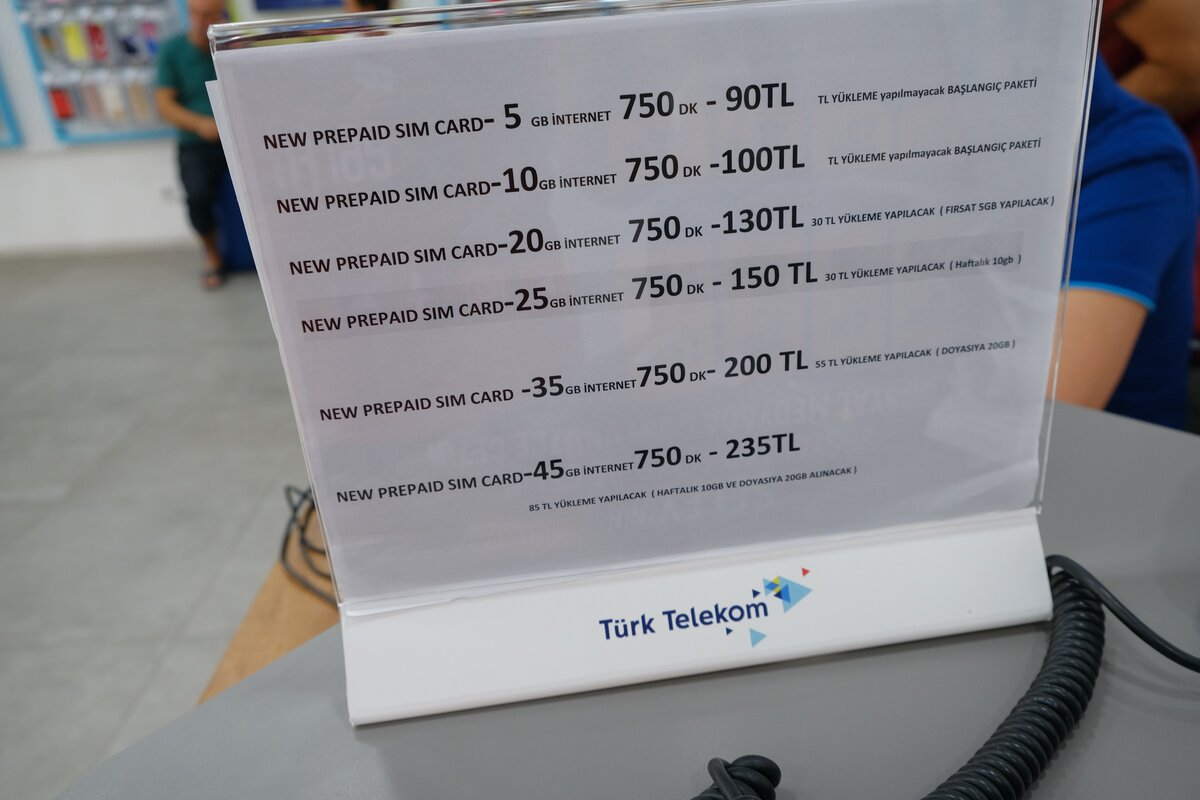 NEW PREPAID SIM CARD- 5 GB İNTERNET 750 DK - 90TL TL YÜKLEME yapılmayacak BAŞLANGIÇ PAKETİ
NEW PREPAID SIM CARD-10GB İNTERNET 750 DK -100TL TL YÜKLEME yapılmayacak BAŞLANGIÇ PAKETİ
NEW PREPAID SIM CARD-20GB İNTERNET 750 DK -130TL 30 TL YÜKLEME YAPILACAK ( FIRSAT 5GB YAPILACAK )
NEW PREPAID SIM CARD-25GB İNTERNET 750 DK - 150 TL 30 TL YÜKLEME YAPILACAK ( Haftalık 10gb )
NEW PREPAID SIM CARD -35GB İNTERNET750 DK- 200 TL 55 TL YÜKLEME YAPILACAK ( DOYASIYA 20GB )
NEW PREPAID SIM CARD-45GB İNTERNET750 DK - 235TL
85 TL YÜKLEME YAPILACAK ( HAFTALIK 10GB VE DOYASIYA 20GB ALINACAK )
Türk Telekom